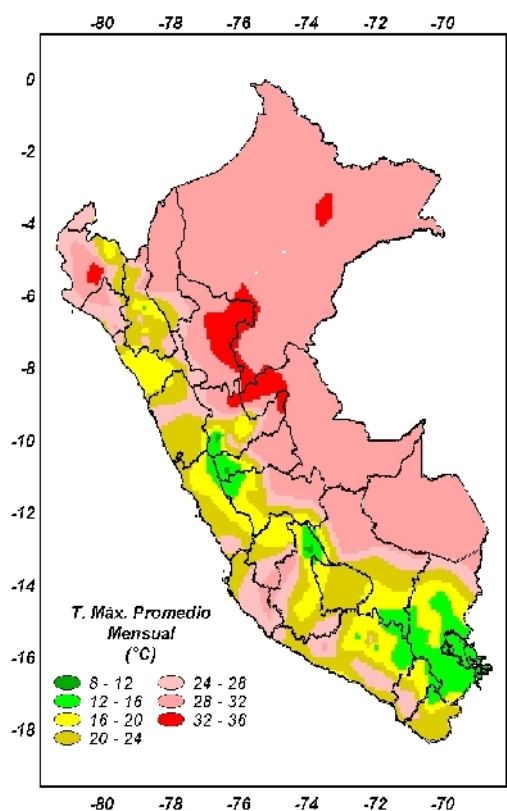 -80 -78 -76 -74 -72 -70
0
-2
-4
-6
-8
-10
-12
-14
-16
-18
T. Máx. Promedio
Mensual
(°C)
8 - 12 24 - 28
12 - 16 28 - 32
16 - 20 32 - 36
20 - 24
-80 -78 -76 -74 -72 -70